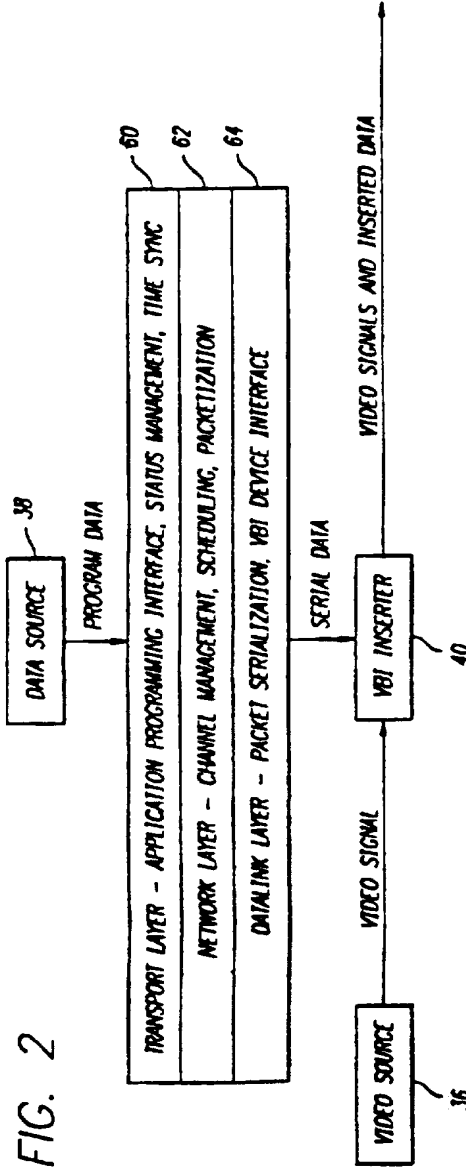 FIG. 2
DATA SOURCE
38
PROGRAM DATA
TRANSPORT LAYER - APPLICATION PROGRAMMING INTERFACE, STATUS MANAGEMENT, TIME SYNC
60
NETWORK LAYER - CHANNEL MANAGEMENT, SCHEDULING, PACKETIZATION
62
DATALINK LAYER - PACKET SERIALIZATION, VBI DEVICE INTERFACE
64
SERIAL DATA
VIDEO SOURCE
36
VIDEO SIGNAL
VBI INSERTER
40
VIDEO SIGNALS AND INSERTED DATA